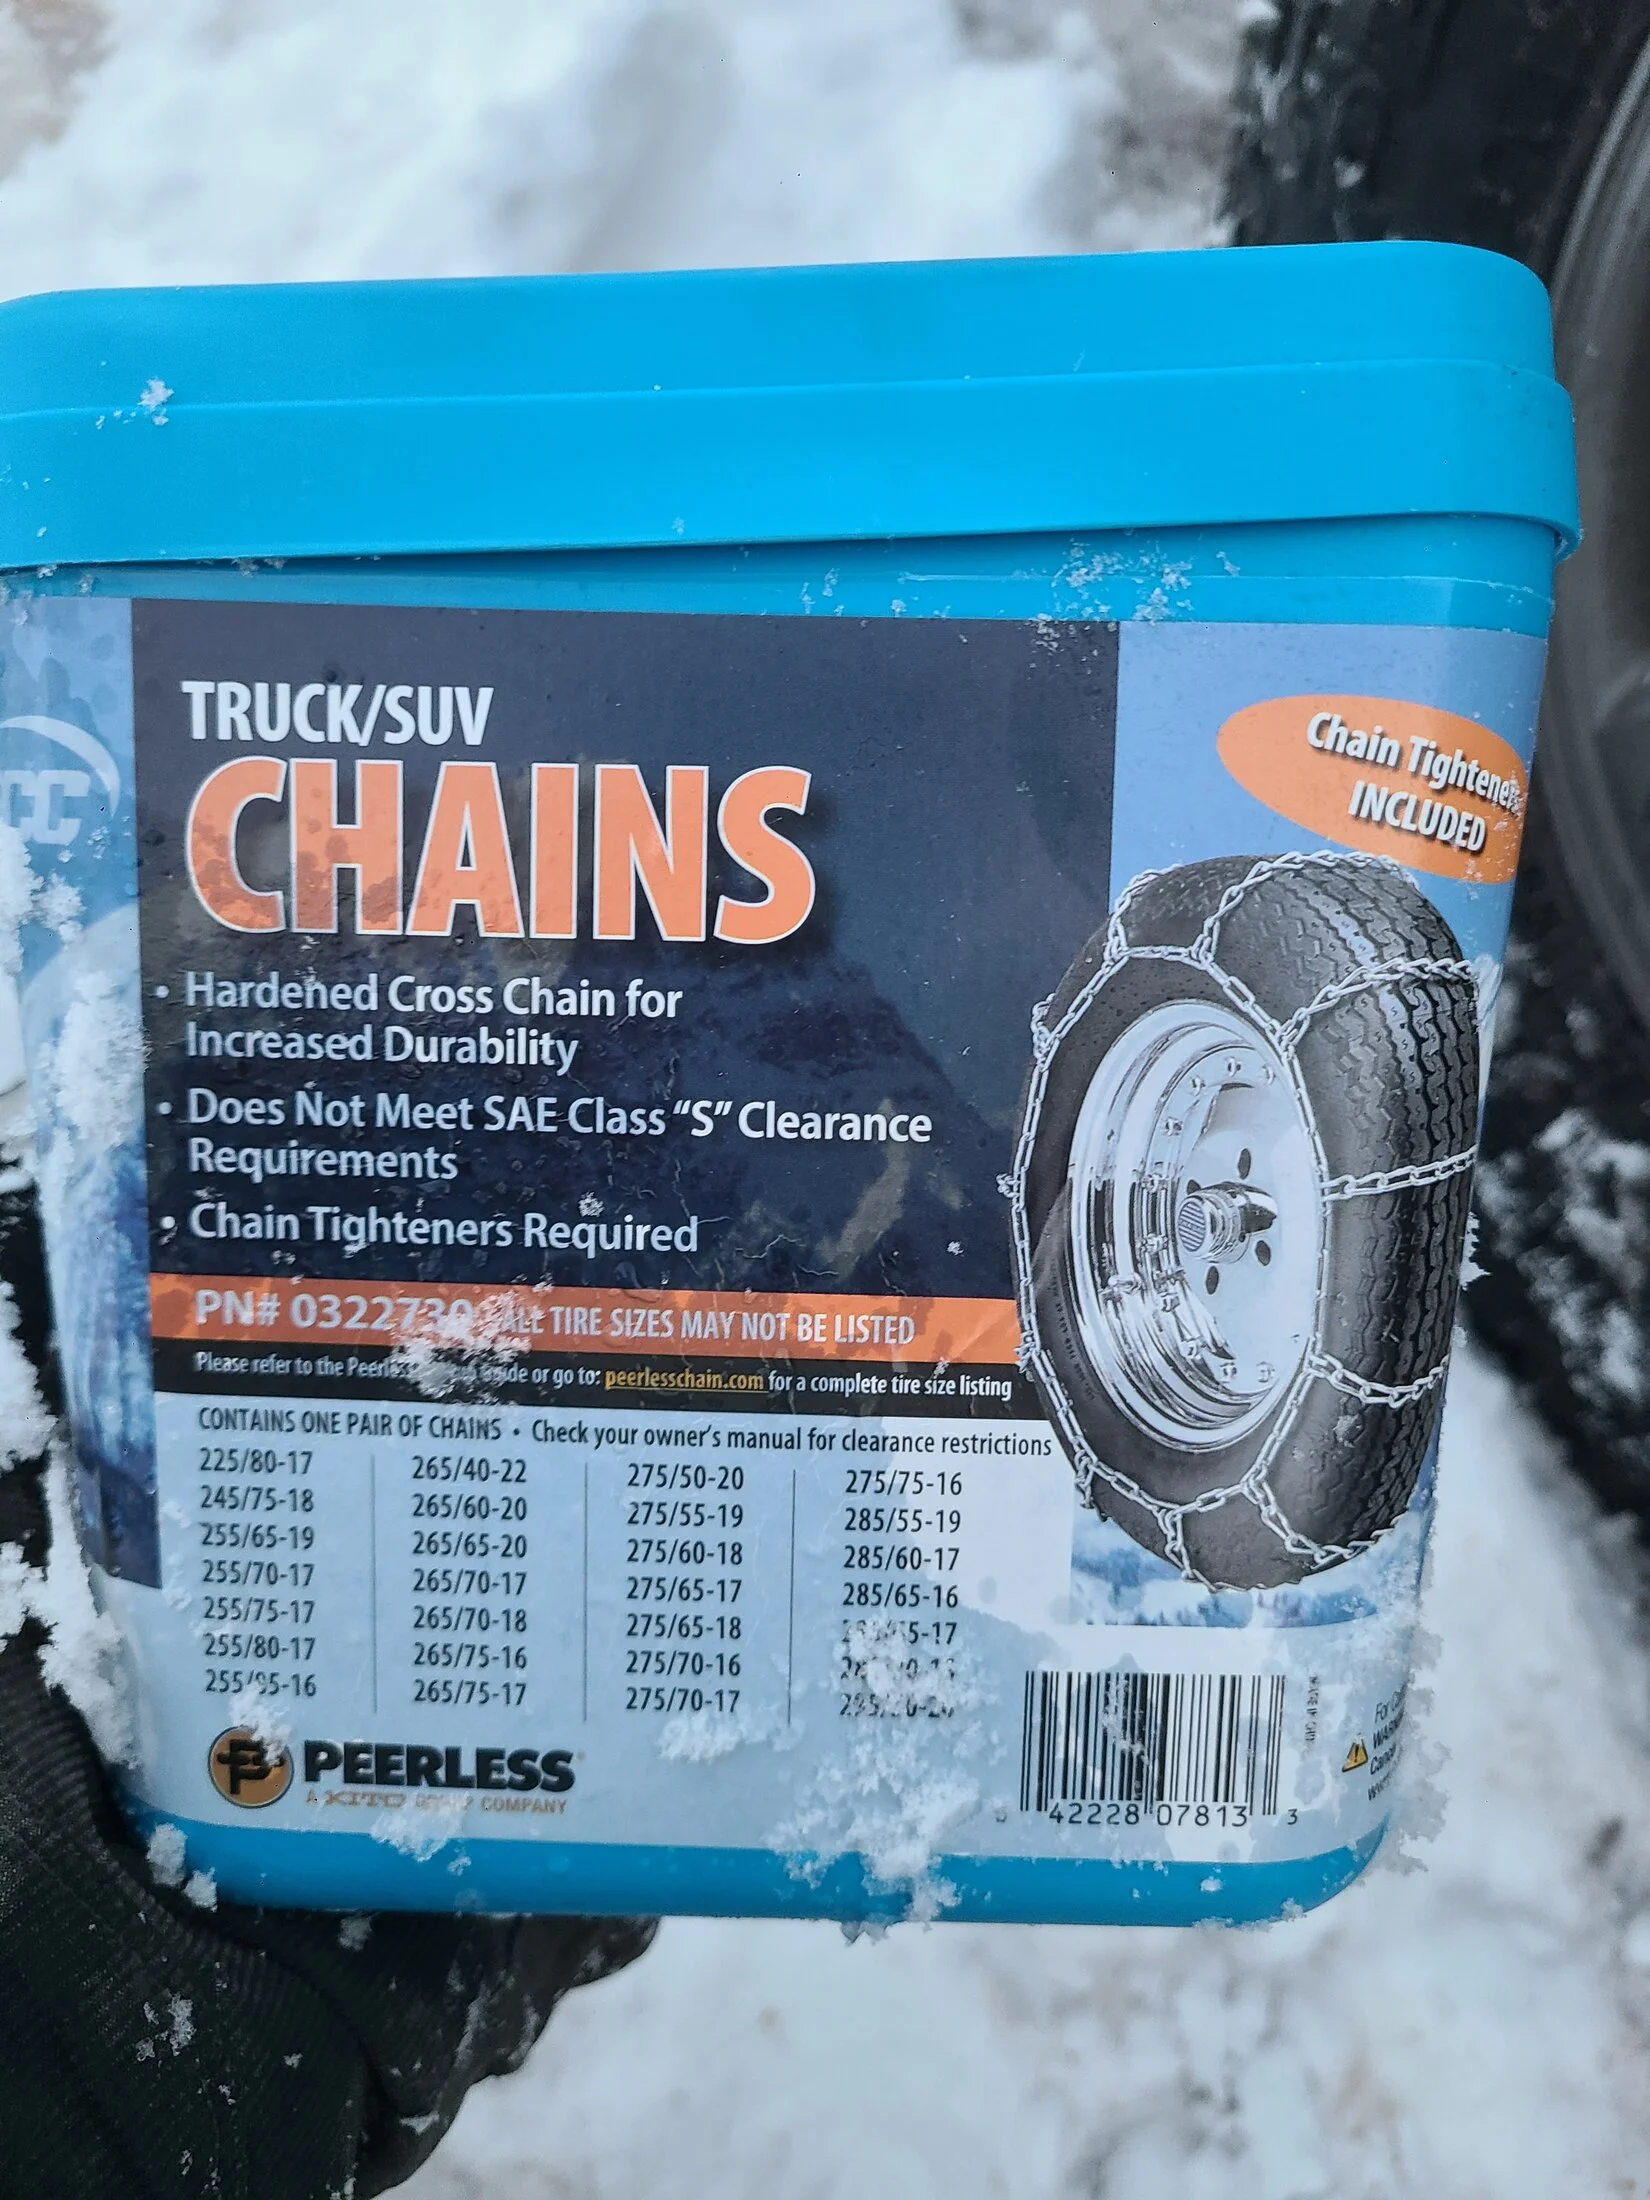 TRUCK/SUV
CHAINS
Chain Tighteners
INCLUDED
• Hardened Cross Chain for
Increased Durability
• Does Not Meet SAE Class “S” Clearance
Requirements
• Chain Tighteners Required
PN# 0322730 ALL TIRE SIZES MAY NOT BE LISTED
Please refer to the Peerless or go to: peerlesschain.com for a complete tire size listing
CONTAINS ONE PAIR OF CHAINS • Check your owner's manual for clearance restrictions
225/80-17
245/75-18
255/65-19
255/70-17
255/75-17
255/80-17
265/40-22
265/60-20
265/65-20
265/70-17
265/70-18
265/75-16
265/75-17
275/50-20
275/55-19
275/60-18
275/65-17
275/65-18
275/70-16
275/70-17
275/75-16
285/55-19
285/60-17
285/65-16
PEERLESS
A KITO GROUP COMPANY
42228 07813 3